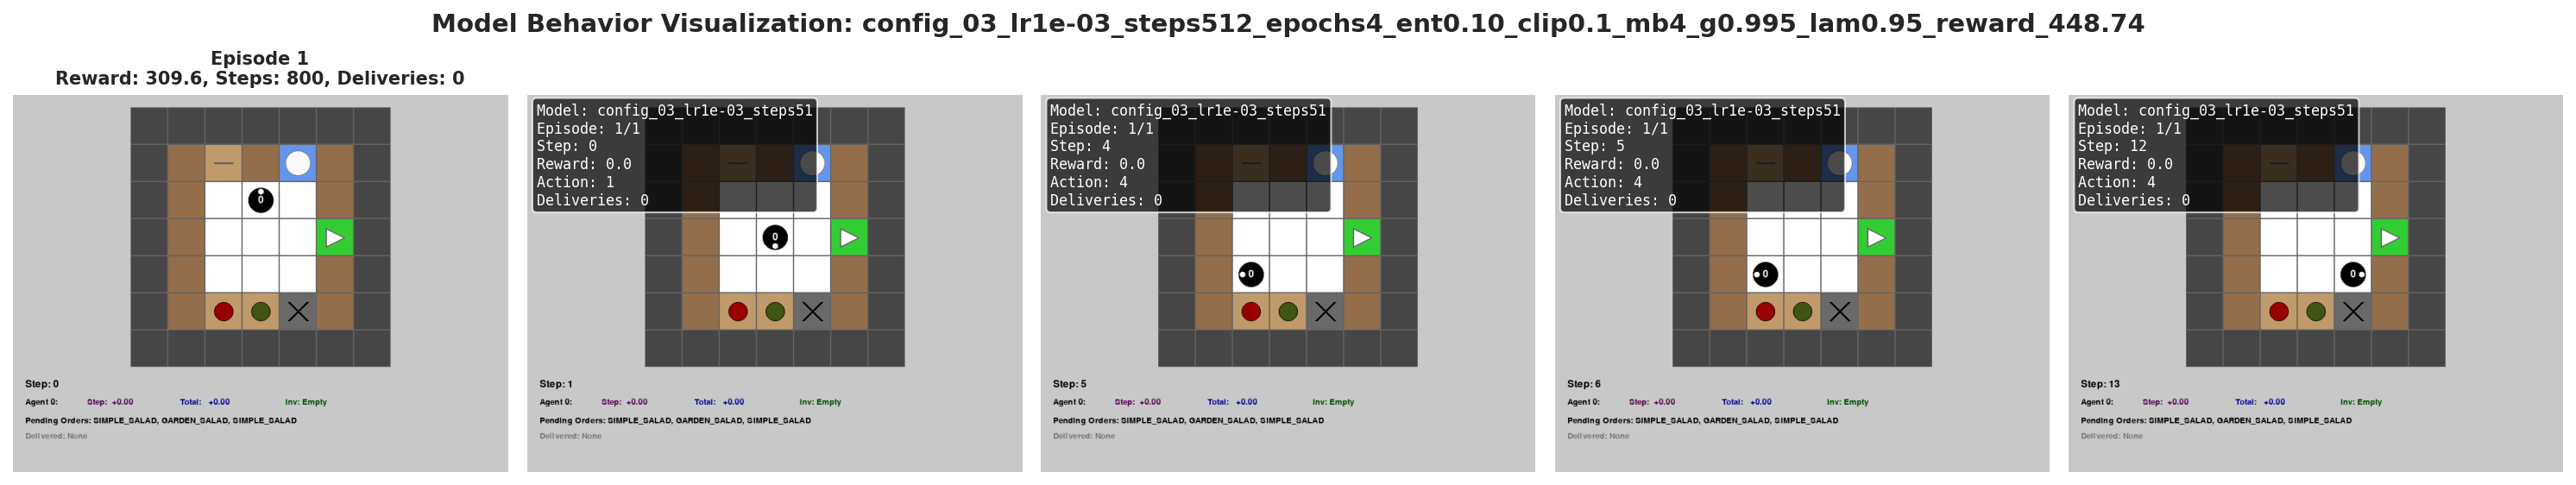 Model Behavior Visualization: config_03_lr1e-03_steps512_epochs4_ent0.10_clip0.1_mb4_g0.995_lam0.95_reward_448.74
Episode 1
Reward: 309.6, Steps: 800, Deliveries: 0
0
Step: 0
Agent 0: Step: +0.00 Total: +0.00 Inv: Empty
Pending Orders: SIMPLE_SALAD, GARDEN_SALAD, SIMPLE_SALAD
Delivered: None
Model: config_03_lr1e-03_steps51
Episode: 1/1
Step: 0
Reward: 0.0
Action: 1
Deliveries: 0
0
Step: 1
Agent 0: Step: +0.00 Total: +0.00 Inv: Empty
Pending Orders: SIMPLE_SALAD, GARDEN_SALAD, SIMPLE_SALAD
Delivered: None
Model: config_03_lr1e-03_steps51
Episode: 1/1
Step: 4
Reward: 0.0
Action: 4
Deliveries: 0
0
Step: 5
Agent 0: Step: +0.00 Total: +0.00 Inv: Empty
Pending Orders: SIMPLE_SALAD, GARDEN_SALAD, SIMPLE_SALAD
Delivered: None
Model: config_03_lr1e-03_steps51
Episode: 1/1
Step: 5
Reward: 0.0
Action: 4
Deliveries: 0
0
Step: 6
Agent 0: Step: +0.00 Total: +0.00 Inv: Empty
Pending Orders: SIMPLE_SALAD, GARDEN_SALAD, SIMPLE_SALAD
Delivered: None
Model: config_03_lr1e-03_steps51
Episode: 1/1
Step: 12
Reward: 0.0
Action: 4
Deliveries: 0
0
Step: 13
Agent 0: Step: +0.00 Total: +0.00 Inv: Empty
Pending Orders: SIMPLE_SALAD, GARDEN_SALAD, SIMPLE_SALAD
Delivered: None